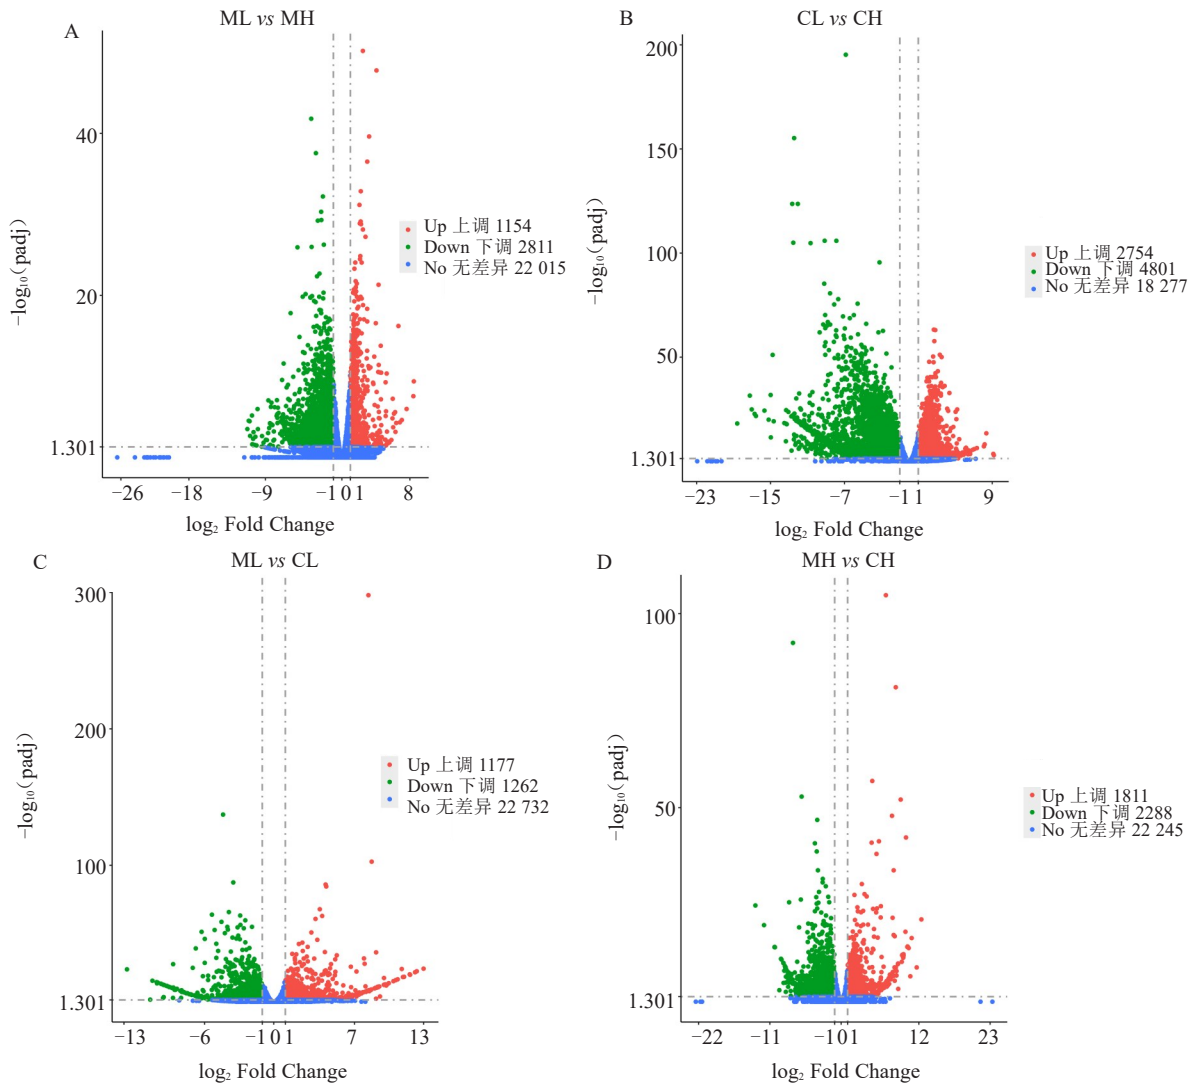 A
ML vs MH
−log₁₀(padj)
40
20
1.301
−26
−18
−9
−1
0
1
8
log₂ Fold Change
Up 上调 1154
Down 下调 2811
No 无差异 22 015
B
CL vs CH
−log₁₀(padj)
200
150
100
50
1.301
−23
−15
−7
−1
1
9
log₂ Fold Change
Up 上调 2754
Down 下调 4801
No 无差异 18 277
C
ML vs CL
−log₁₀(padj)
300
200
100
1.301
−13
−6
−1
0
1
7
13
log₂ Fold Change
Up 上调 1177
Down 下调 1262
No 无差异 22 732
D
MH vs CH
−log₁₀(padj)
100
50
1.301
−22
−11
−1
0
1
12
23
log₂ Fold Change
Up 上调 1811
Down 下调 2288
No 无差异 22 245